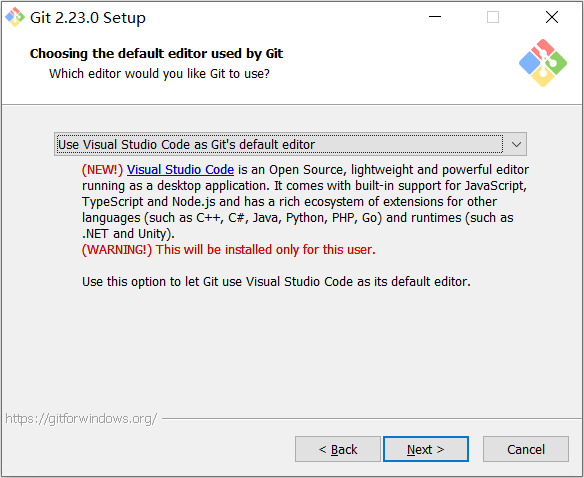 Git 2.23.0 Setup
Choosing the default editor used by Git
Which editor would you like Git to use?
Use Visual Studio Code as Git's default editor
(NEW!) Visual Studio Code is an Open Source, lightweight and powerful editor
running as a desktop application. It comes with built-in support for JavaScript,
TypeScript and Node.js and has a rich ecosystem of extensions for other
languages (such as C++, C#, Java, Python, PHP, Go) and runtimes (such as
.NET and Unity).
(WARNING!) This will be installed only for this user.
Use this option to let Git use Visual Studio Code as its default editor.
https://gitforwindows.org/
< Back
Next >
Cancel